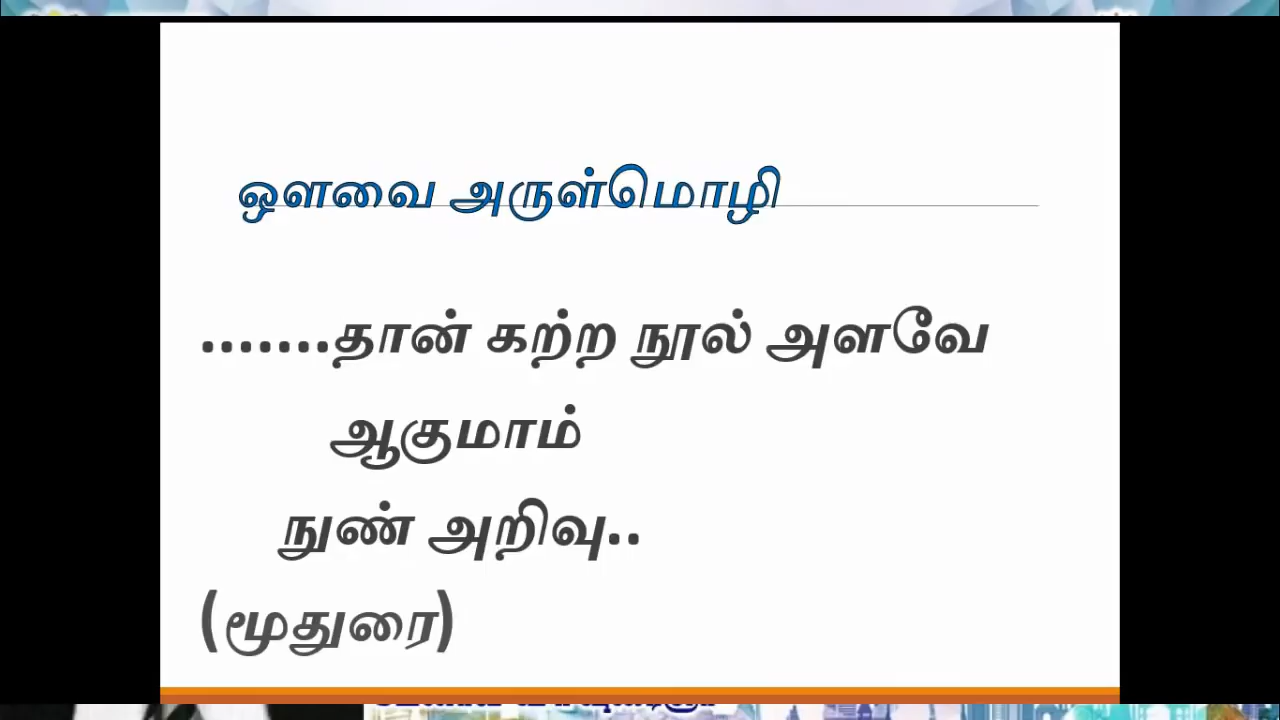 ஔவை அருள்மொழி
.......தான் கற்ற நூல் அளவே
ஆகுமாம்
நுண் அறிவு..
(மூதுரை)